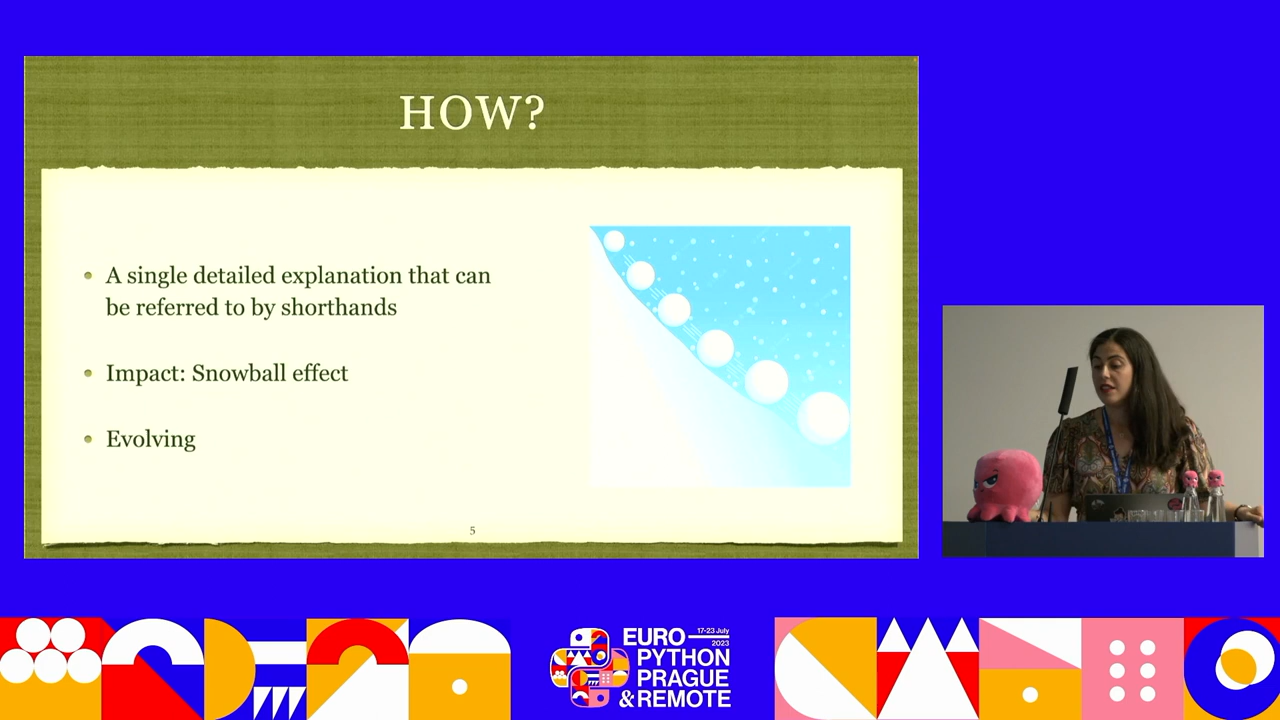 HOW?
A single detailed explanation that can
be referred to by shorthands
Impact: Snowball effect
Evolving
5
EURO
17-23 July
2023
PYTHON
PRAGUE
& REMOTE